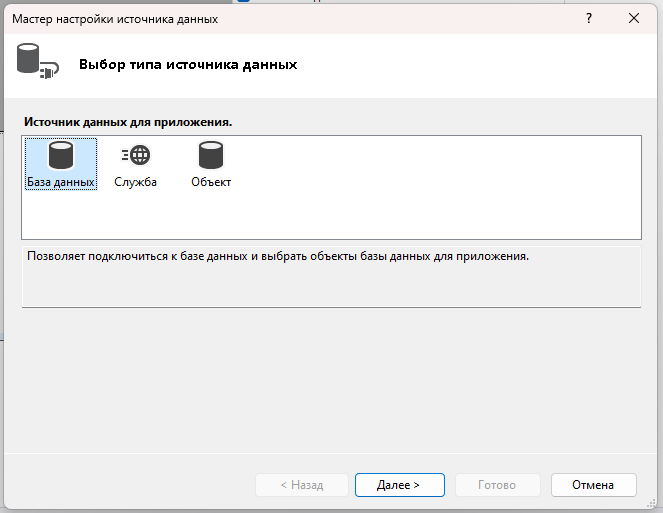 Мастер настройки источника данных
?
Выбор типа источника данных
Источник данных для приложения.
База данных
Служба
Объект
Позволяет подключиться к базе данных и выбрать объекты базы данных для приложения.
< Назад
Далее >
Готово
Отмена